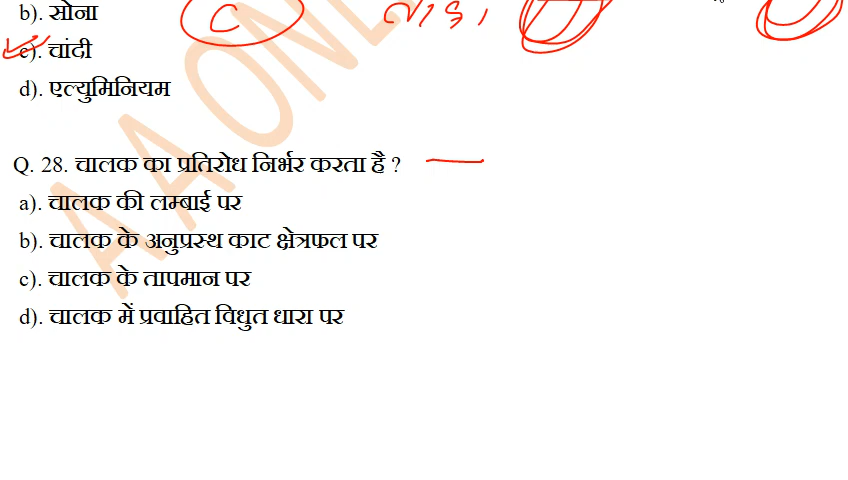 b). सोना
C
c). चांदी
d). एल्युमिनियम
Q. 28. चालक का प्रतिरोध निर्भर करता है ?
a). चालक की लम्बाई पर
b). चालक के अनुप्रस्थ काट क्षेत्रफल पर
c). चालक के तापमान पर
d). चालक में प्रवाहित विधुत धारा पर
A A ONL